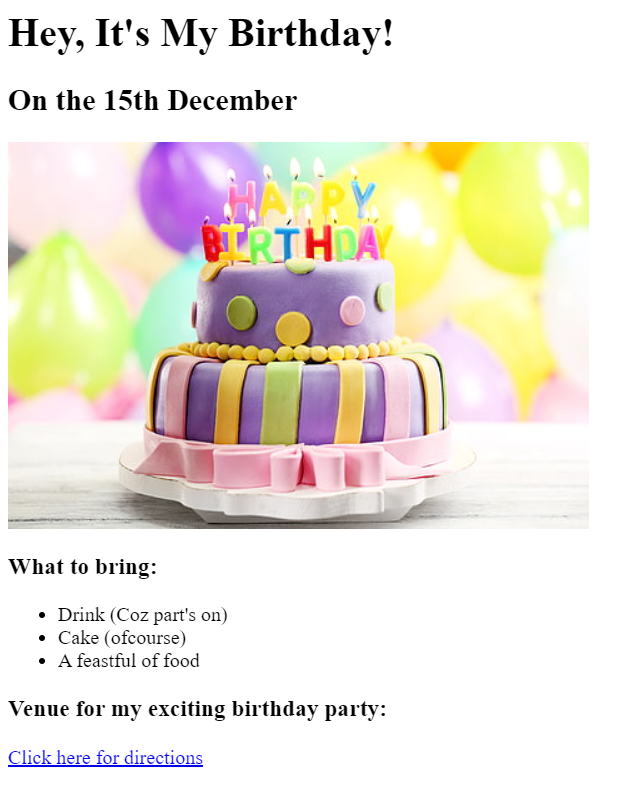 Hey, It's My Birthday!
On the 15th December
HAPPY
BIRTHDAY
What to bring:
Drink (Coz part's on)
Cake (ofcourse)
A feastful of food
Venue for my exciting birthday party:
Click here for directions